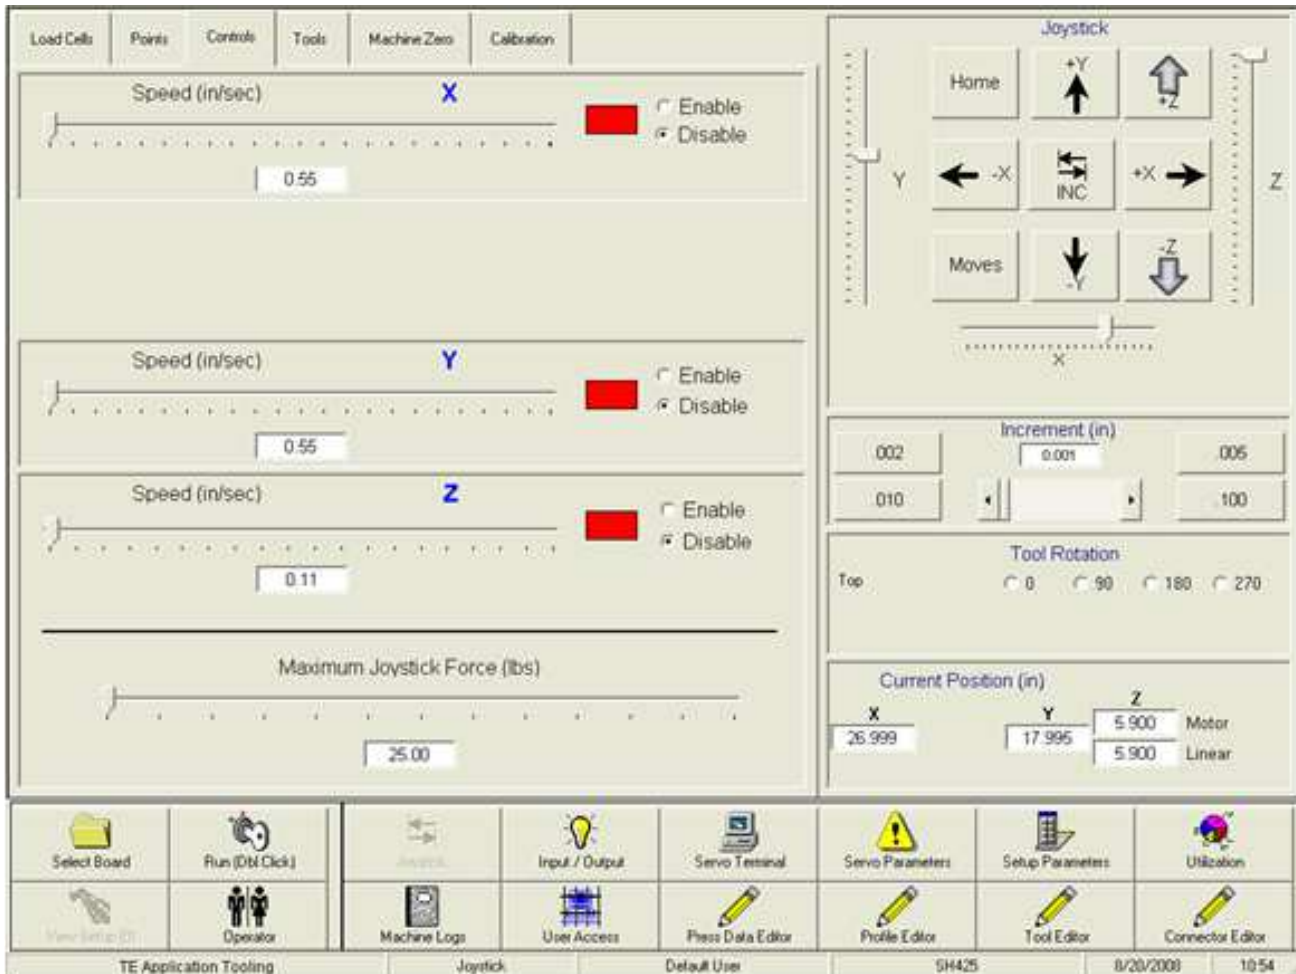 Load Cells
Points
Controls
Tools
Machine Zero
Calibration
Speed (in/sec)
X
Enable
Disable
0.55
Speed (in/sec)
Y
Enable
Disable
0.55
Speed (in/sec)
Z
Enable
Disable
0.11
Maximum Joystick Force (lbs)
25.00
Joystick
Home
+Y
+Z
Y
-X
INC
+X
Z
Moves
-Y
-Z
X
Increment (in)
002
0.001
.005
010
.100
Tool Rotation
Top
0
90
180
270
Current Position (in)
X
Y
Z
26.999
17.995
5.900
Motor
5.900
Linear
Select Board
Run (Dbl.Click)
Joystick
Input / Output
Servo Terminal
Servo Parameters
Setup Parameters
Utilization
Operator
Machine Logs
User Access
Press Data Editor
Profile Editor
Tool Editor
Connector Editor
TE Application Tooling
Joystick
Default User
SH425
8/20/2008
10:54